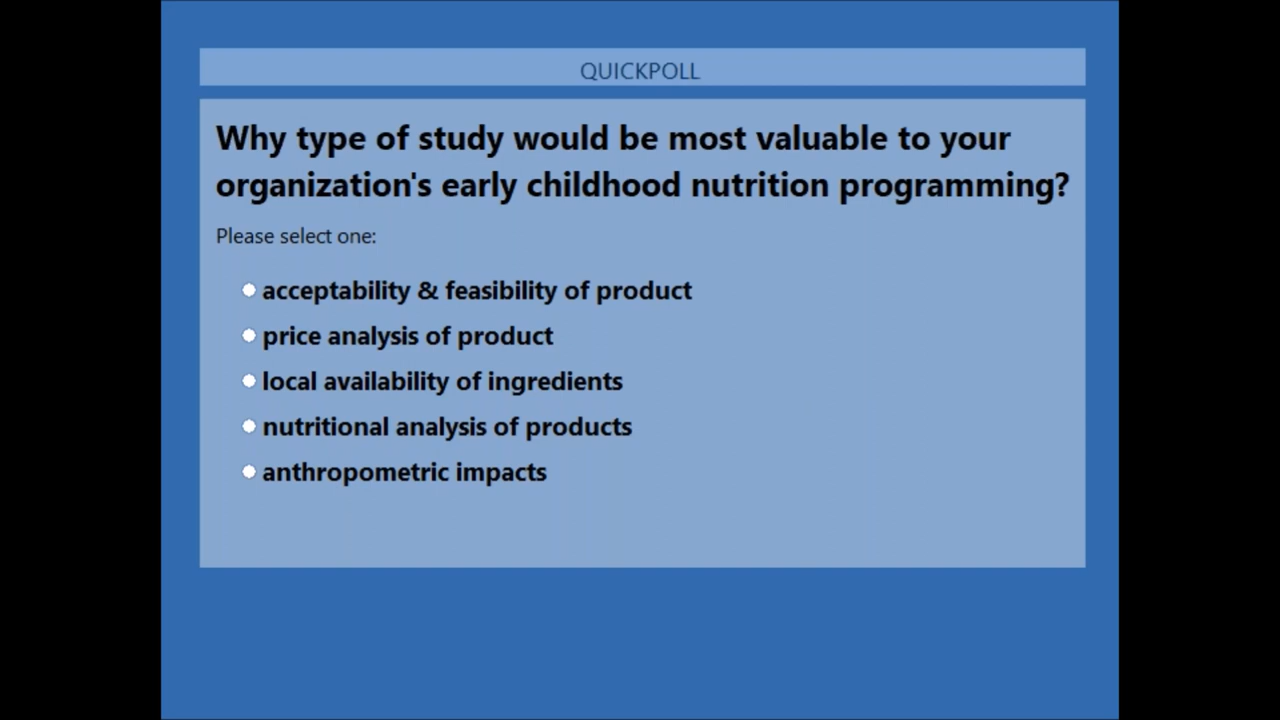 QUICKPOLL
Why type of study would be most valuable to your
organization's early childhood nutrition programming?
Please select one:
acceptability & feasibility of product
price analysis of product
local availability of ingredients
nutritional analysis of products
anthropometric impacts